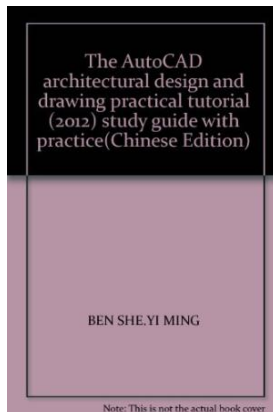 The AutoCAD
architectural design and
drawing practical tutorial
(2012) study guide with
practice(Chinese Edition)
BEN SHE.YI MING
Note: This is not the actual book cover